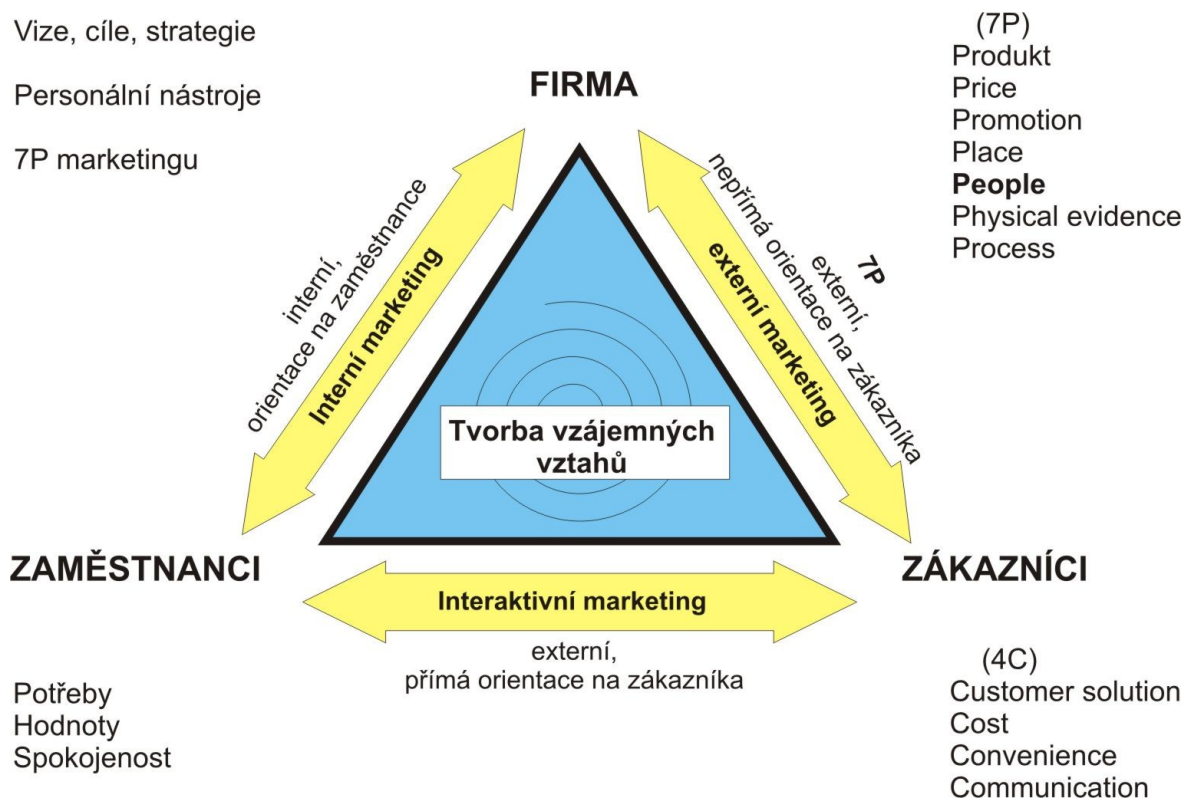 Vize, cíle, strategie
Personální nástroje
7P marketingu
FIRMA
(7P)
Produkt
Price
Promotion
Place
People
Physical evidence
Process
interní,
orientace na zaměstnance
Interní marketing
7P
externí,
nepřímá orientace na zákazníka
externí marketing
Tvorba vzájemných
vztahů
ZAMĚSTNANCI
ZÁKAZNÍCI
Interaktivní marketing
externí,
přímá orientace na zákazníka
Potřeby
Hodnoty
Spokojenost
(4C)
Customer solution
Cost
Convenience
Communication